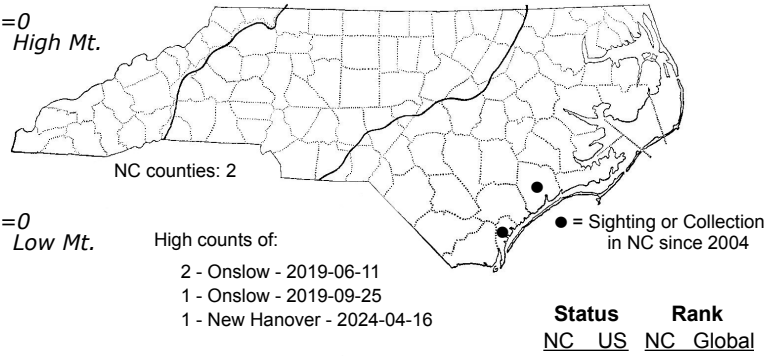 =0
High Mt.
NC counties: 2
=0
Low Mt.
High counts of:
2 - Onslow - 2019-06-11
1 - Onslow - 2019-09-25
1 - New Hanover - 2024-04-16
● = Sighting or Collection
in NC since 2004
Status Rank
NC US NC Global